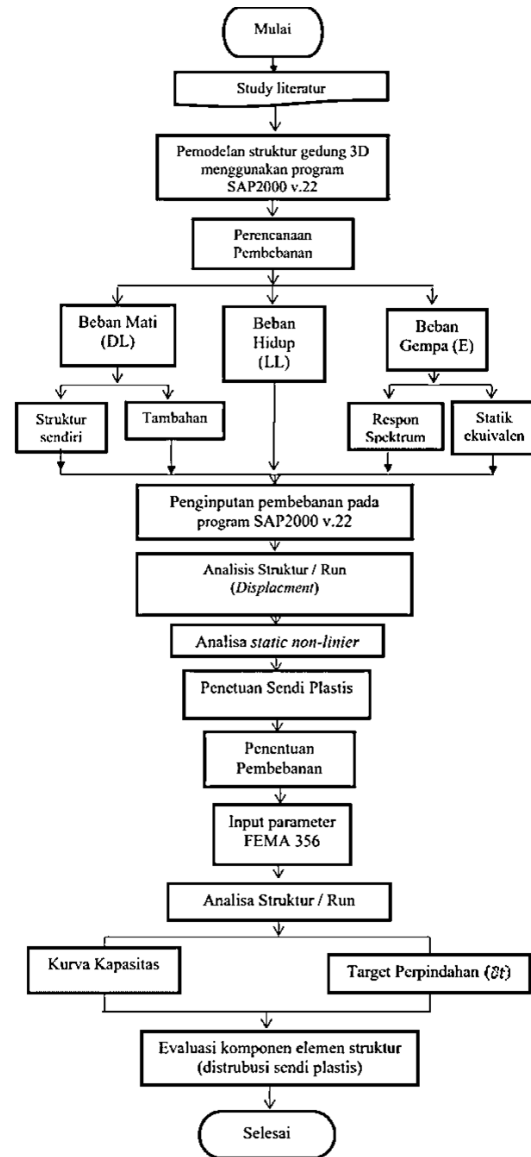 Mulai
Study literatur
Pemodelan struktur gedung 3D
menggunakan program
SAP2000 v.22
Perencanaan
Pembebanan
Beban Mati
(DL)
Beban
Hidup
(LL)
Beban
Gempa (E)
Struktur
sendiri
Tambahan
Respon
Spektrum
Statik
ekuivalen
Penginputan pembebanan pada
program SAP2000 v.22
Analisis Struktur / Run
(Displacment)
Analisa static non-linier
Penetuan Sendi Plastis
Penentuan
Pembebanan
Input parameter
FEMA 356
Analisa Struktur / Run
Kurva Kapasitas
Target Perpindahan (δt)
Evaluasi komponen elemen struktur
(distrubusi sendi plastis)
Selesai